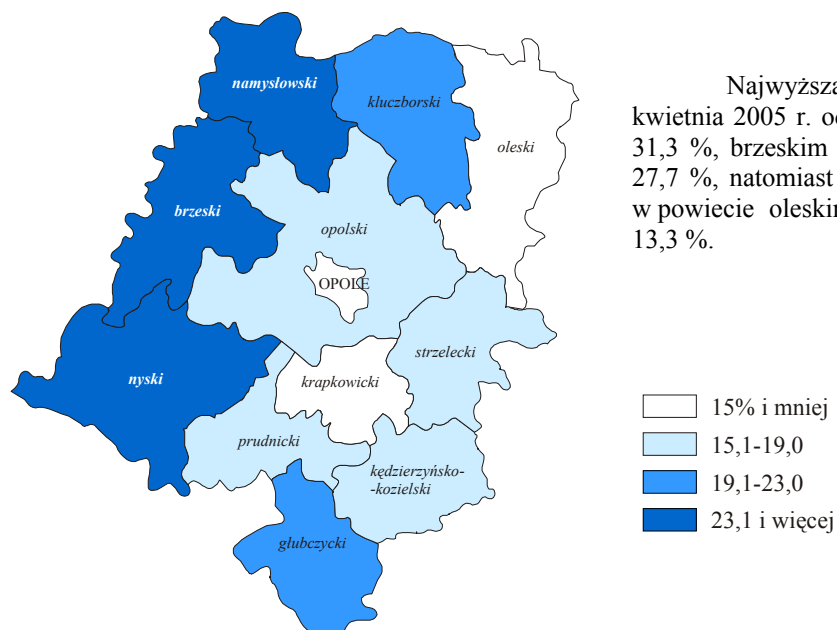 namysłowski
kluczborski
oleski
brzeski
opolski
OPOLE
strzelecki
nyski
krapkowicki
prudnicki
kędzierzyńsko-
-kozielski
głubczycki
Najwyższa
kwietnia 2005 r.
31,3 %, brzeskim
27,7 %, natomiast
w powiecie
13,3 %.
15% i mniej
15,1-19,0
19,1-23,0
23,1 i więcej